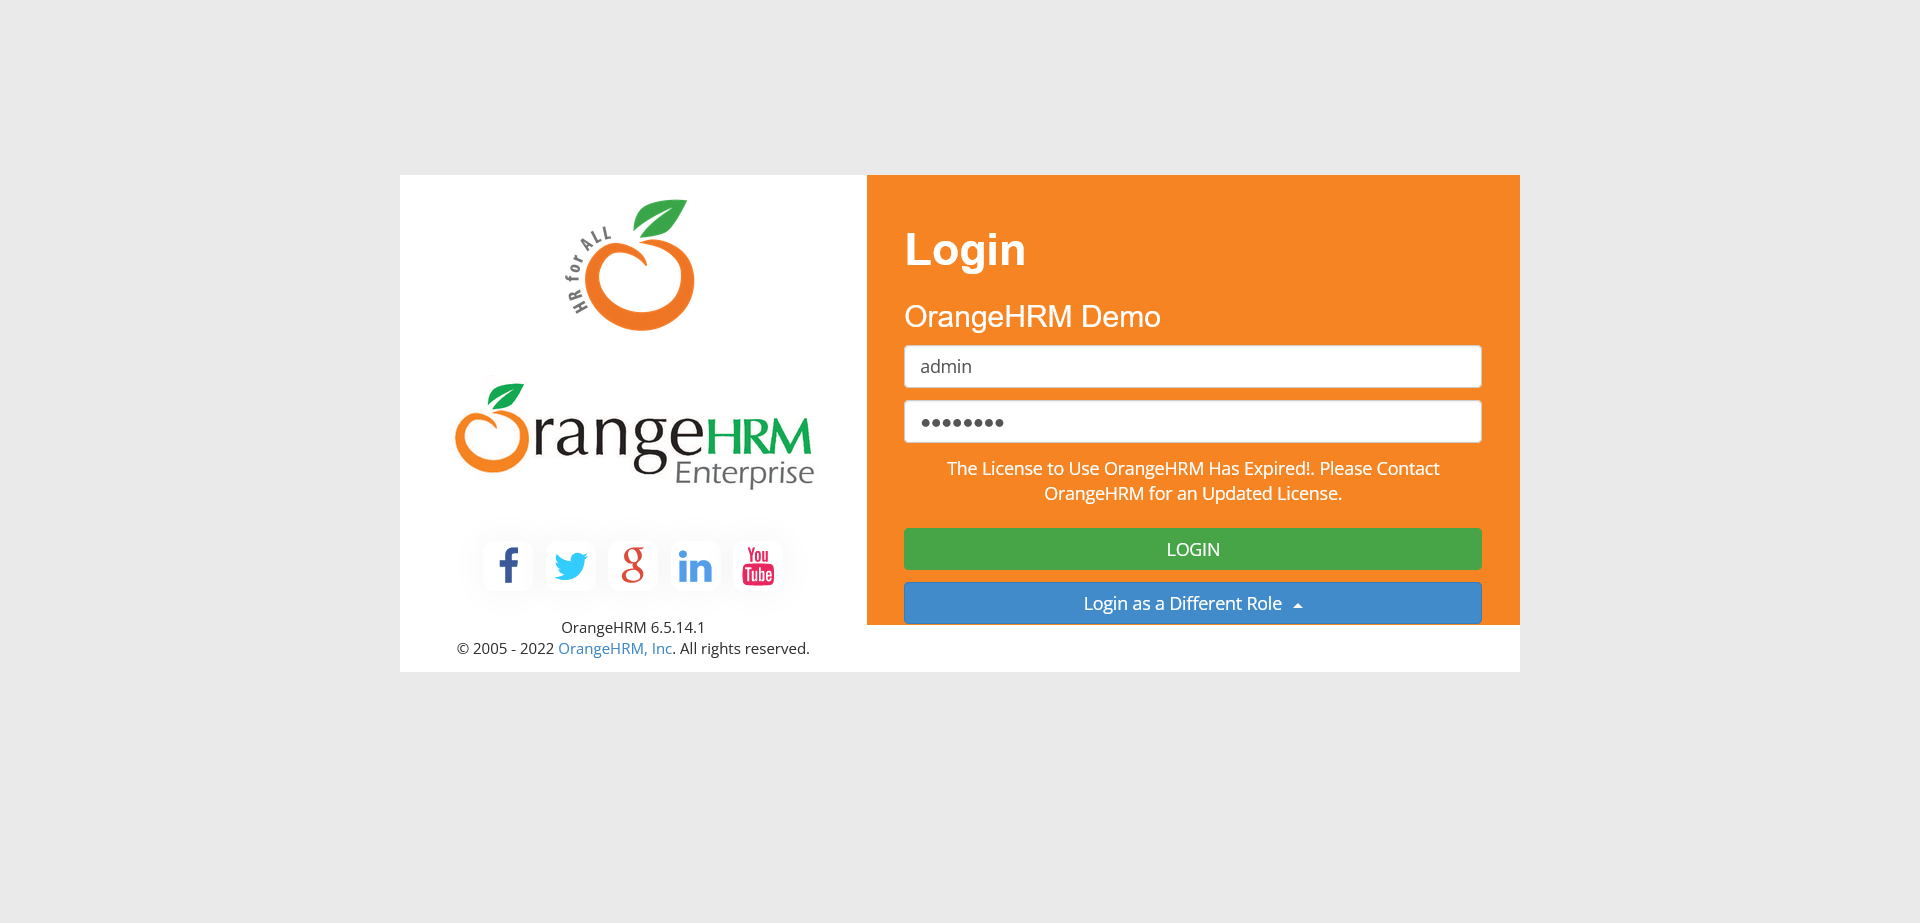 HR for ALL
OrangeHRM
Enterprise
f
g
in
You
Tube
OrangeHRM 6.5.14.1
© 2005 - 2022 OrangeHRM, Inc. All rights reserved.
Login
OrangeHRM Demo
admin
The License to Use OrangeHRM Has Expired!. Please Contact
OrangeHRM for an Updated License.
LOGIN
Login as a Different Role